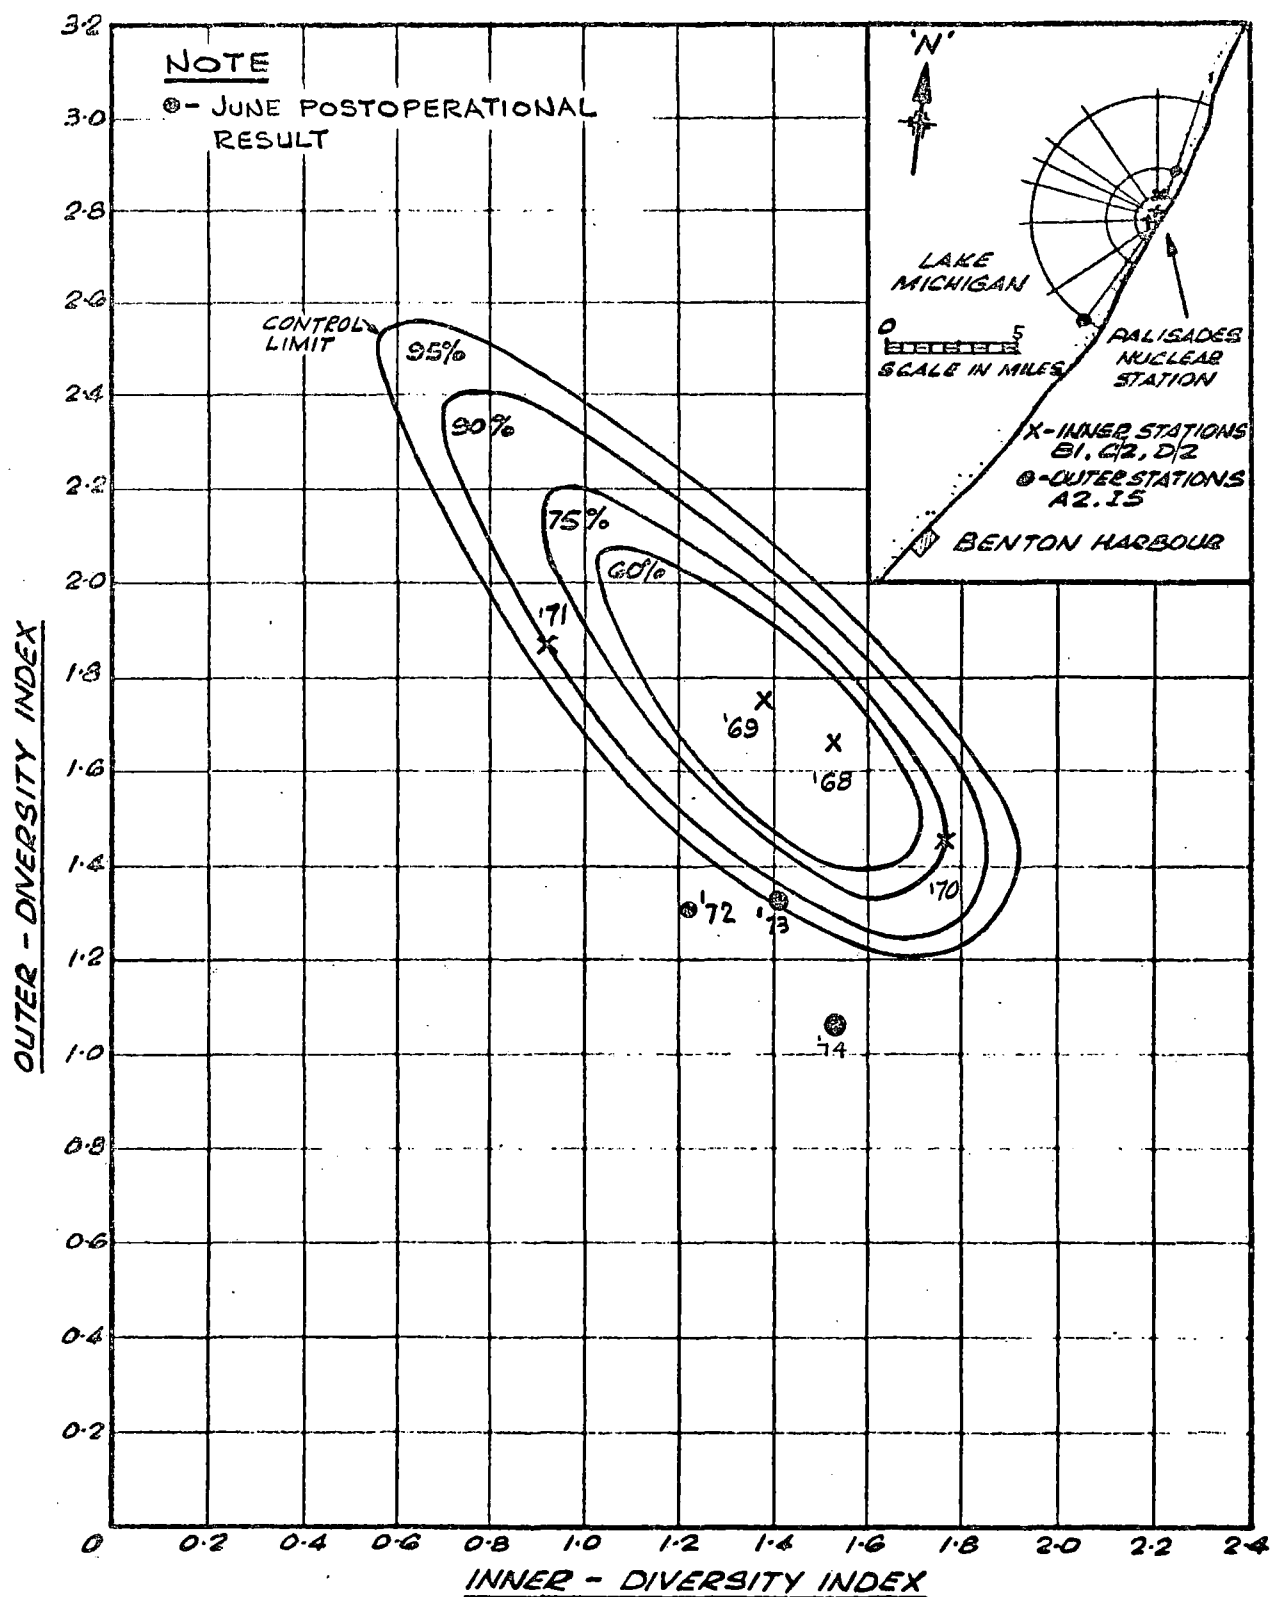 NOTE
●- JUNE POSTOPERATIONAL
RESULT
3.2
3.0
2.8
2.6
2.4
2.2
2.0
1.8
1.6
1.4
1.2
1.0
0.8
0.6
0.4
0.2
OUTER - DIVERSITY INDEX
CONTROL
LIMIT
95%
90%
75%
60%
'71
'69
'68
'70
'72
'73
'74
'N'
LAKE
MICHIGAN
0 5
SCALE IN MILES
PALISADES
NUCLEAR
STATION
X-INNER STATIONS
B1, C/2, D/2
●-OUTER STATIONS
A2. I5
BENTON HARBOUR
0 0.2 0.4 0.6 0.8 1.0 1.2 1.4 1.6 1.8 2.0 2.2 2.4
INNER - DIVERSITY INDEX